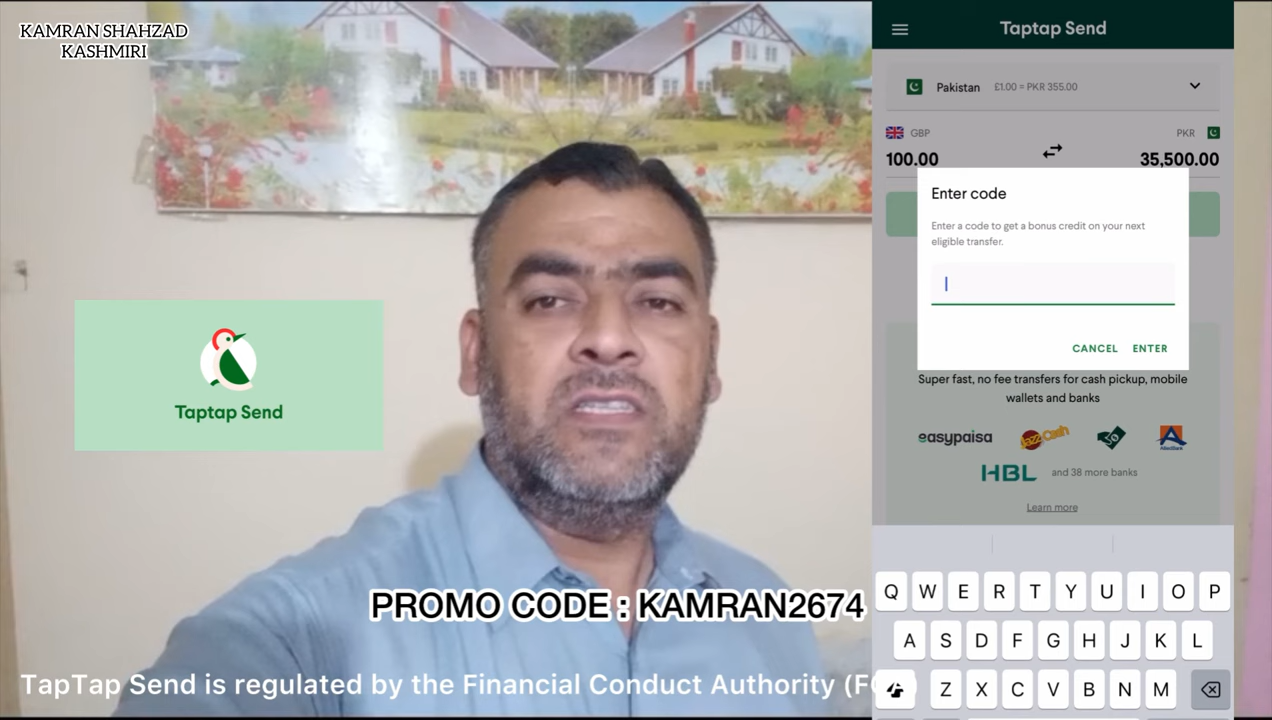 KAMRAN SHAHZAD
KASHMIRI
Taptap Send
PROMO CODE : KAMRAN2674
TapTap Send is regulated by the Financial Conduct Authority
Taptap Send
Pakistan £1.00 = PKR 355.00
GBP PKR
100.00 35,500.00
Enter code
Enter a code to get a bonus credit on your next
eligible transfer.
CANCEL ENTER
Super fast, no fee transfers for cash pickup, mobile
wallets and banks
easypaisa JazzCash
HBL and 38 more banks
Learn more
Q W E R T Y U I O P
A S D F G H J K L
Z X C V B N M